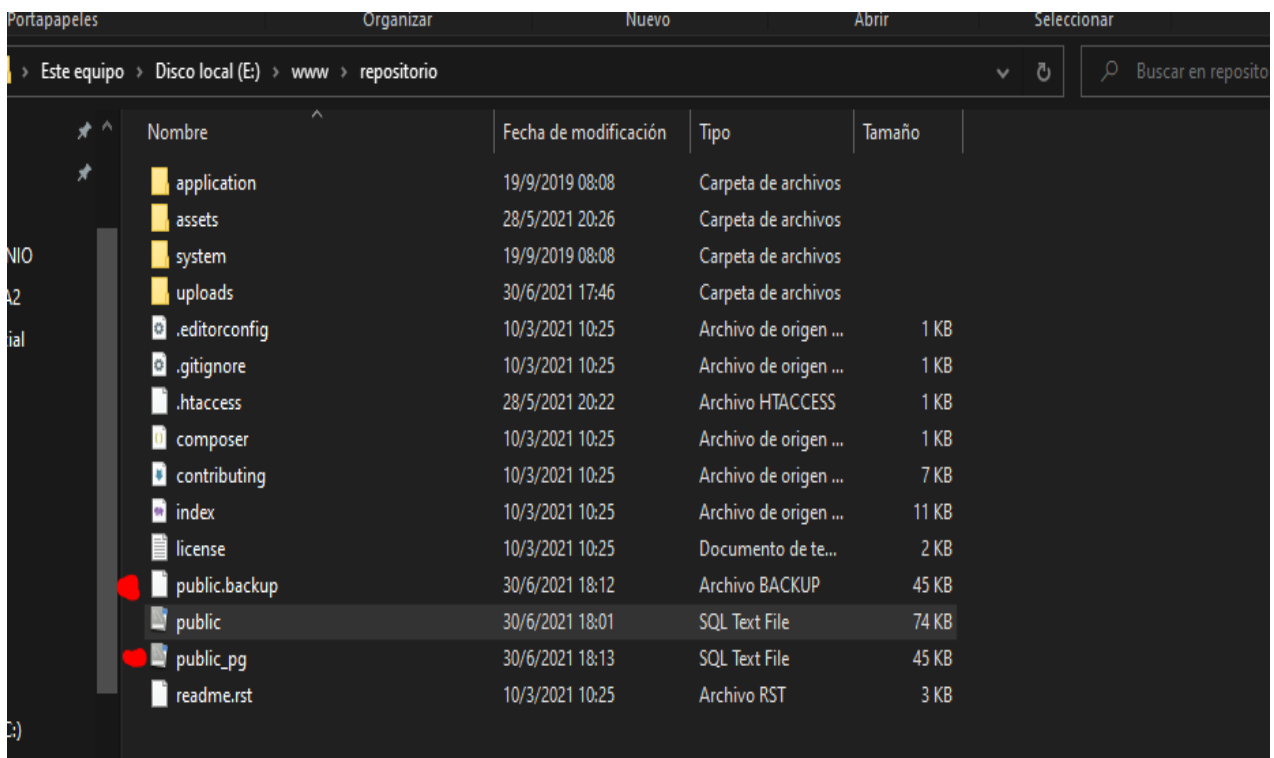 Portapapeles Organizar Nuevo Abrir Seleccionar
Este equipo > Disco local (E:) > www > repositorio Buscar en reposito
Nombre Fecha de modificación Tipo Tamaño
application 19/9/2019 08:08 Carpeta de archivos
assets 28/5/2021 20:26 Carpeta de archivos
NIO system 19/9/2019 08:08 Carpeta de archivos
A2 uploads 30/6/2021 17:46 Carpeta de archivos
cial .editorconfig 10/3/2021 10:25 Archivo de origen ... 1 KB
.gitignore 10/3/2021 10:25 Archivo de origen ... 1 KB
.htaccess 28/5/2021 20:22 Archivo HTACCESS 1 KB
composer 10/3/2021 10:25 Archivo de origen ... 1 KB
contributing 10/3/2021 10:25 Archivo de origen ... 7 KB
index 10/3/2021 10:25 Archivo de origen ... 11 KB
license 10/3/2021 10:25 Documento de te... 2 KB
public.backup 30/6/2021 18:12 Archivo BACKUP 45 KB
public 30/6/2021 18:01 SQL Text File 74 KB
public_pg 30/6/2021 18:13 SQL Text File 45 KB
readme.rst 10/3/2021 10:25 Archivo RST 3 KB
C:)